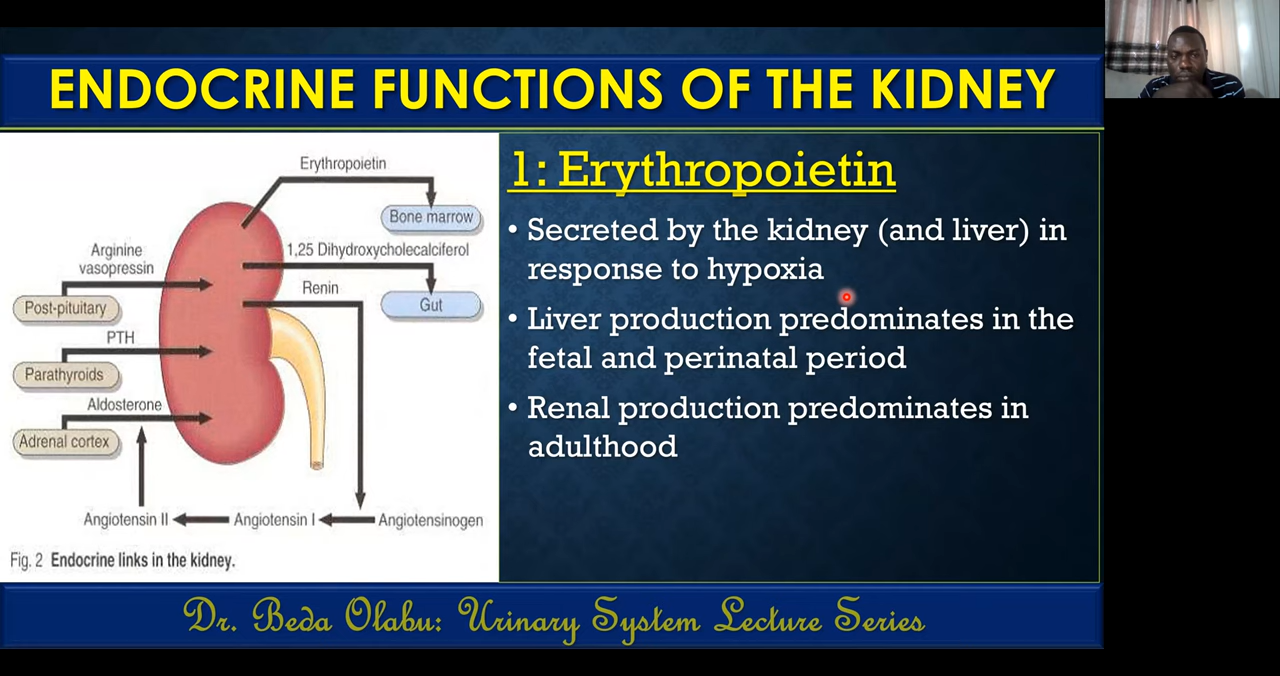 ENDOCRINE FUNCTIONS OF THE KIDNEY
Erythropoietin
Bone marrow
Arginine
vasopressin
1,25 Dihydroxycholecalciferol
Renin
Gut
Post-pituitary
PTH
Parathyroids
Aldosterone
Adrenal cortex
Angiotensin II
Angiotensin I
Angiotensinogen
Fig. 2 Endocrine links in the kidney.
1: Erythropoietin
• Secreted by the kidney (and liver) in
response to hypoxia
• Liver production predominates in the
fetal and perinatal period
• Renal production predominates in
adulthood
Dr. Beda Olabu: Urinary System Lecture Series